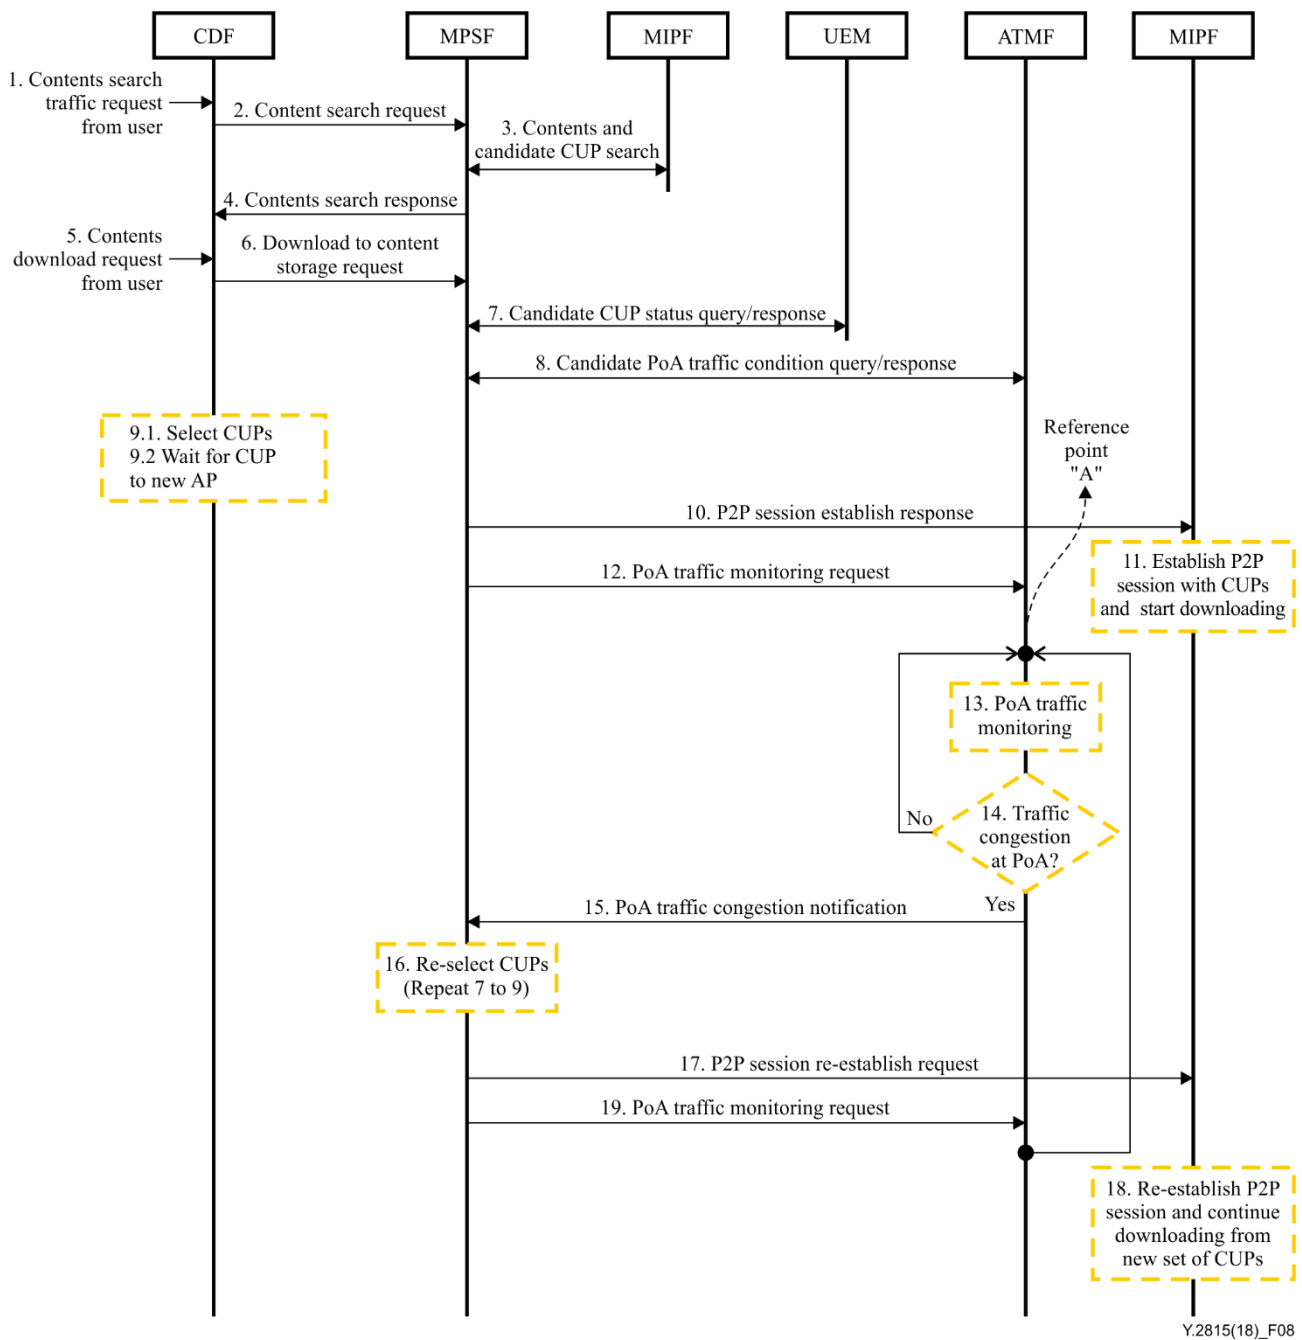 CDF
MPSF
MIPF
UEM
ATMF
MIPF
1. Contents search
traffic request
from user
2. Content search request
3. Contents and
candidate CUP search
4. Contents search response
5. Contents
download request
from user
6. Download to content
storage request
7. Candidate CUP status query/response
8. Candidate PoA traffic condition query/response
9.1. Select CUPs
9.2 Wait for CUP
to new AP
Reference
point
"A"
10. P2P session establish response
11. Establish P2P
session with CUPs
and start downloading
12. PoA traffic monitoring request
13. PoA traffic
monitoring
14. Traffic
congestion
at PoA?
No
Yes
15. PoA traffic congestion notification
16. Re-select CUPs
(Repeat 7 to 9)
17. P2P session re-establish request
19. PoA traffic monitoring request
18. Re-establish P2P
session and continue
downloading from
new set of CUPs
Y.2815(18)_F08